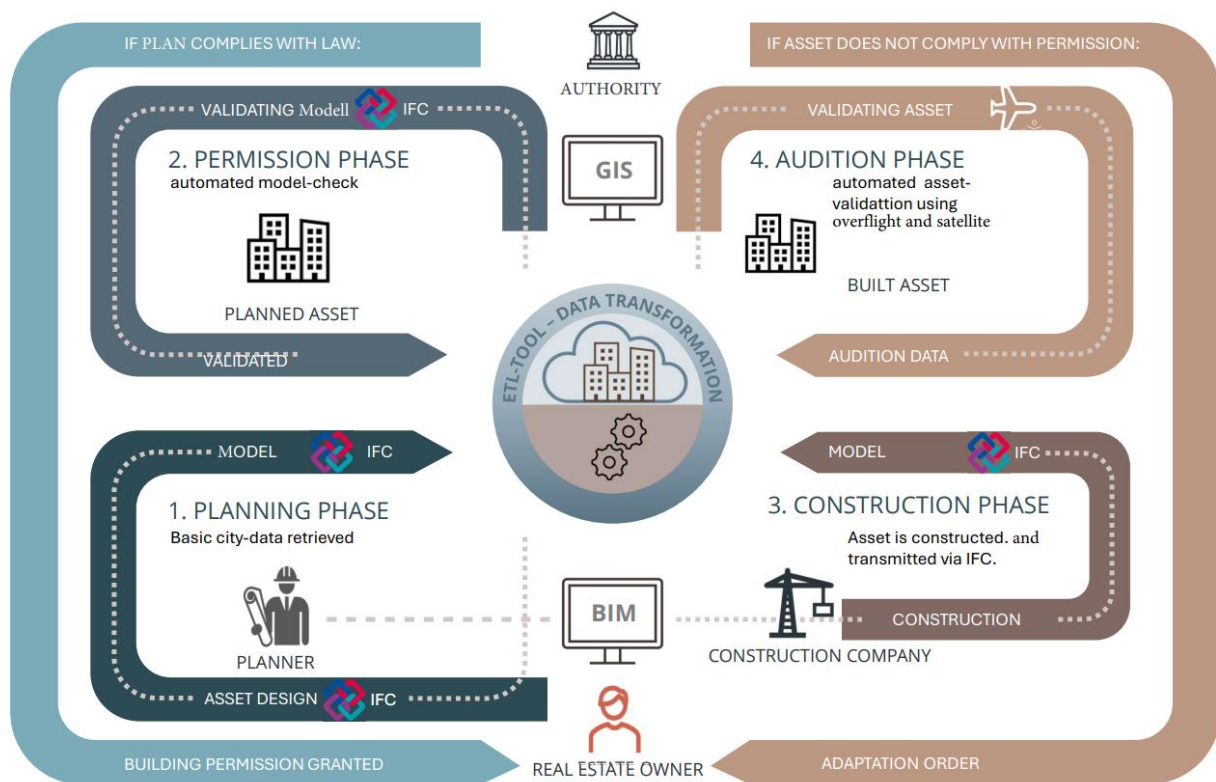 IF PLAN COMPLIES WITH LAW:
AUTHORITY
IF ASSET DOES NOT COMPLY WITH PERMISSION:
VALIDATING Modell IFC
2. PERMISSION PHASE
automated model-check
PLANNED ASSET
VALIDATED
GIS
VALIDATING ASSET
4. AUDITION PHASE
automated asset-
validattion using
overflight and satellite
BUILT ASSET
AUDITION DATA
ETL-TOOL - DATA TRANSFORMATION
MODEL IFC
1. PLANNING PHASE
Basic city-data retrieved
PLANNER
ASSET DESIGN IFC
BIM
MODEL IFC
3. CONSTRUCTION PHASE
Asset is constructed. and
transmitted via IFC.
CONSTRUCTION
CONSTRUCTION COMPANY
BUILDING PERMISSION GRANTED
REAL ESTATE OWNER
ADAPTATION ORDER